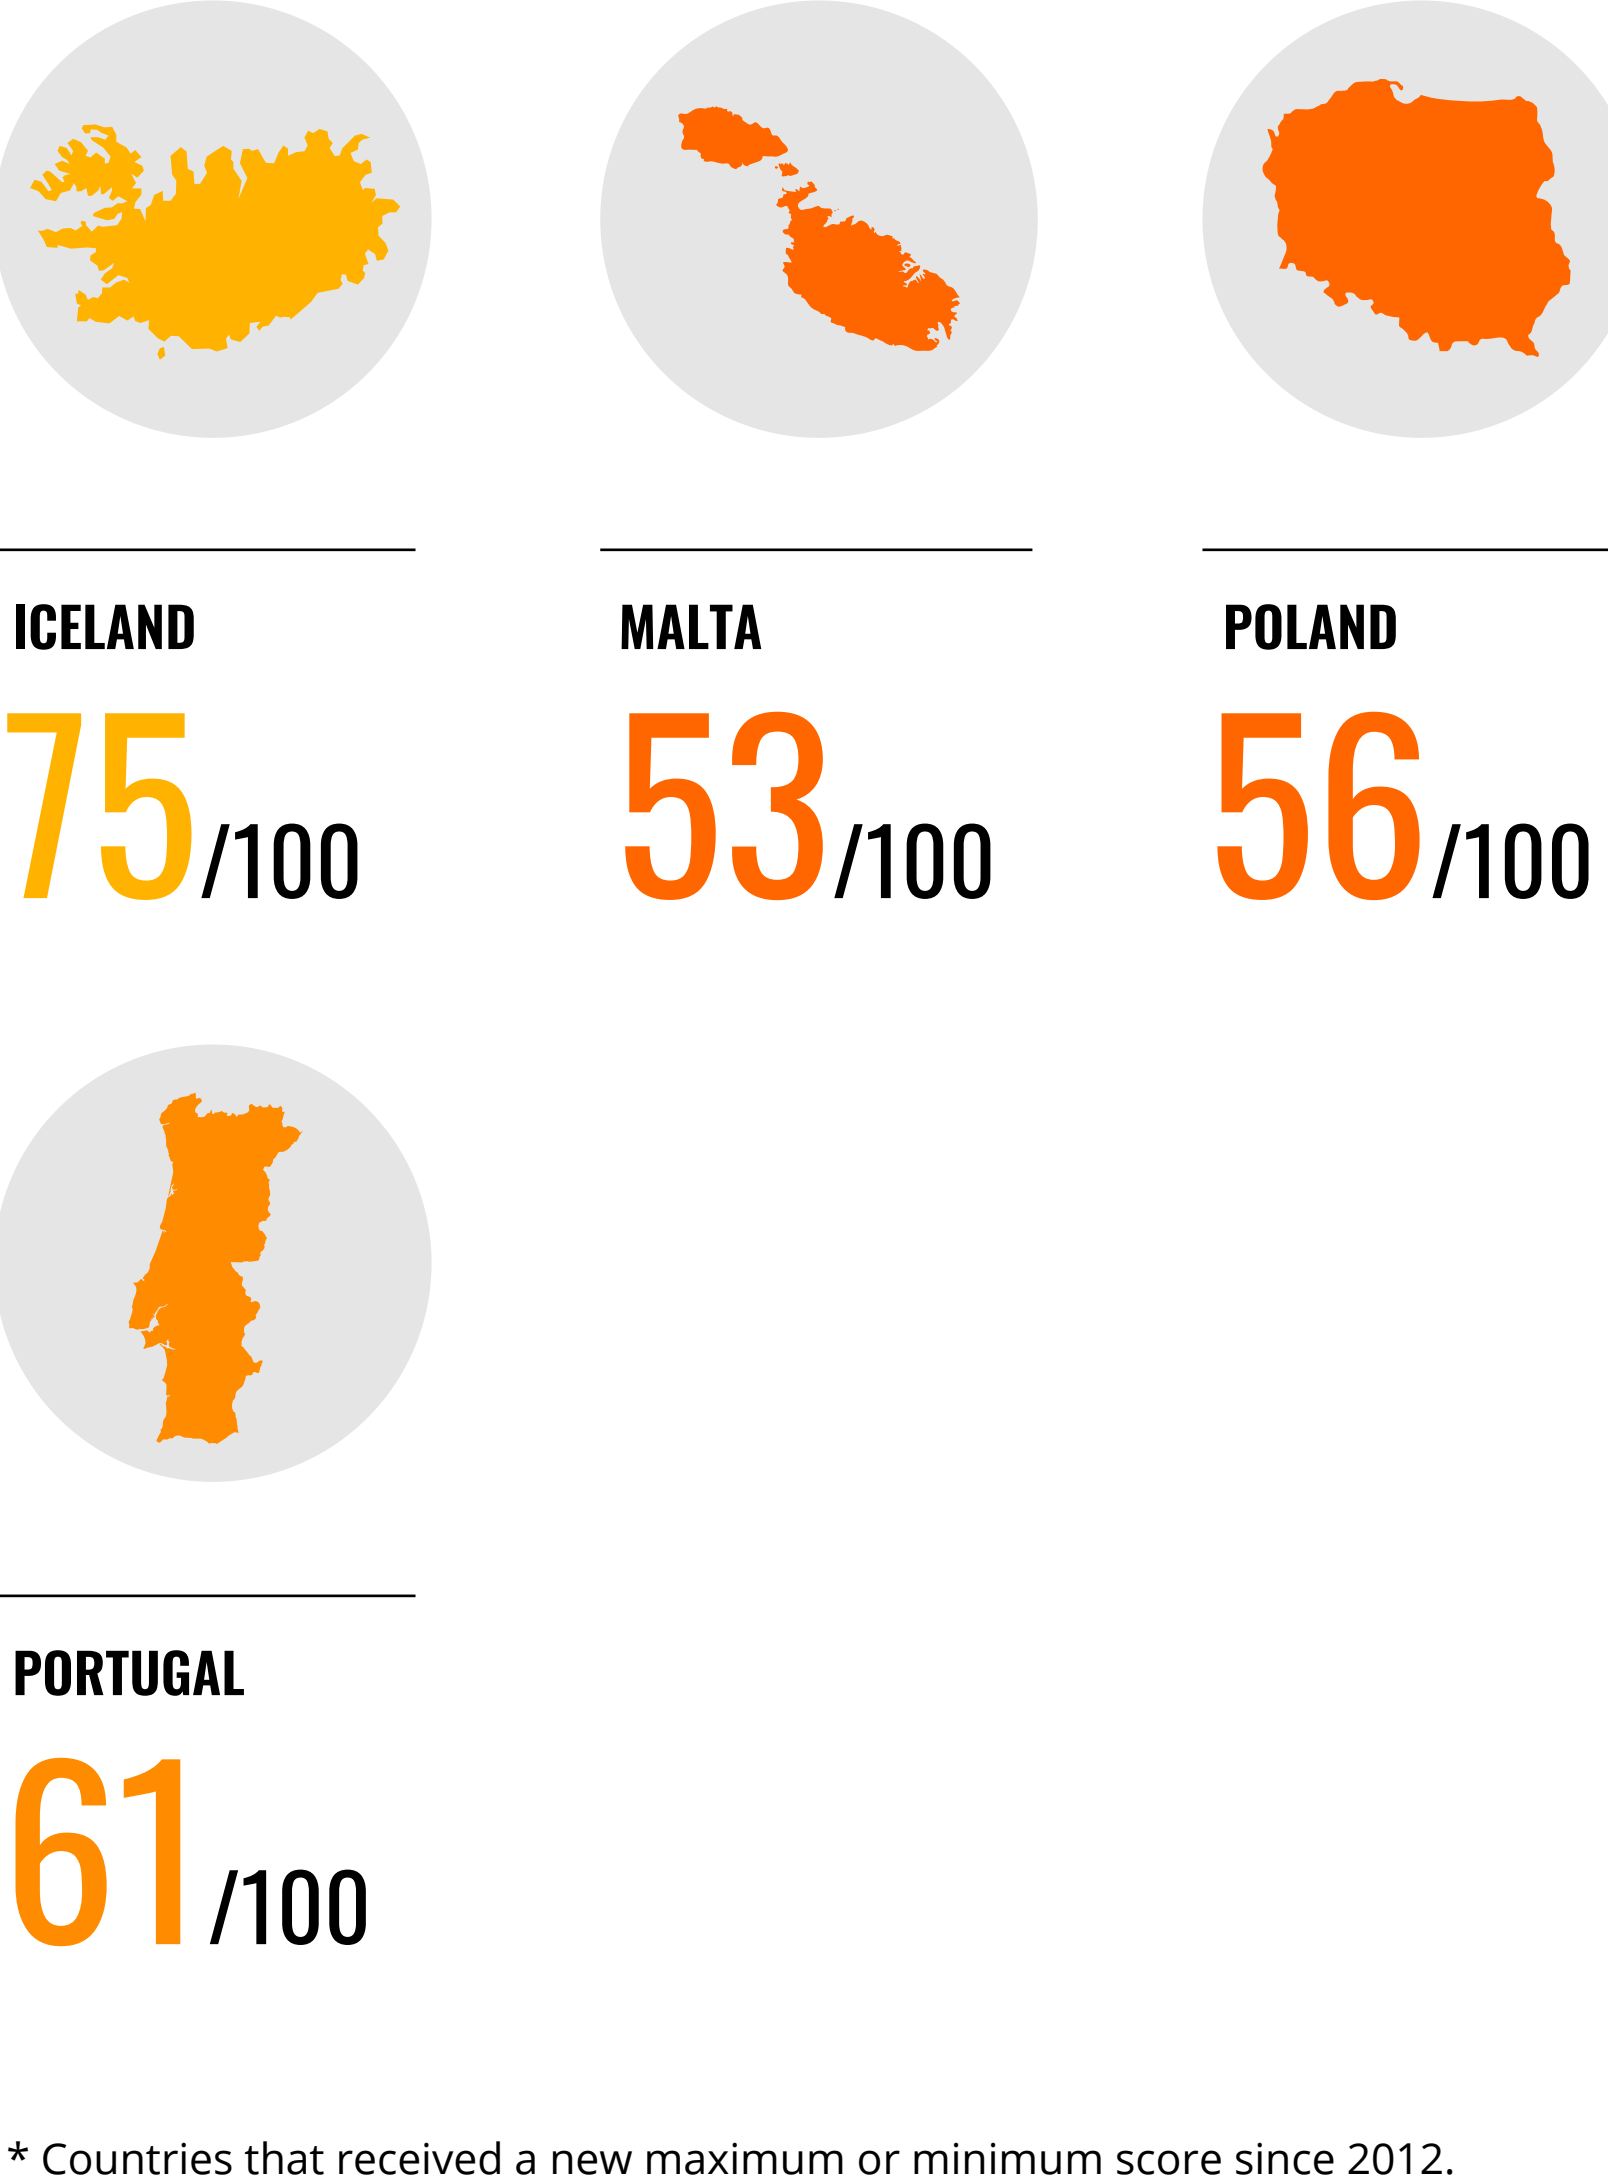 ICELAND
75/100
MALTA
53/100
POLAND
56/100
PORTUGAL
61/100
* Countries that received a new maximum or minimum score since 2012.